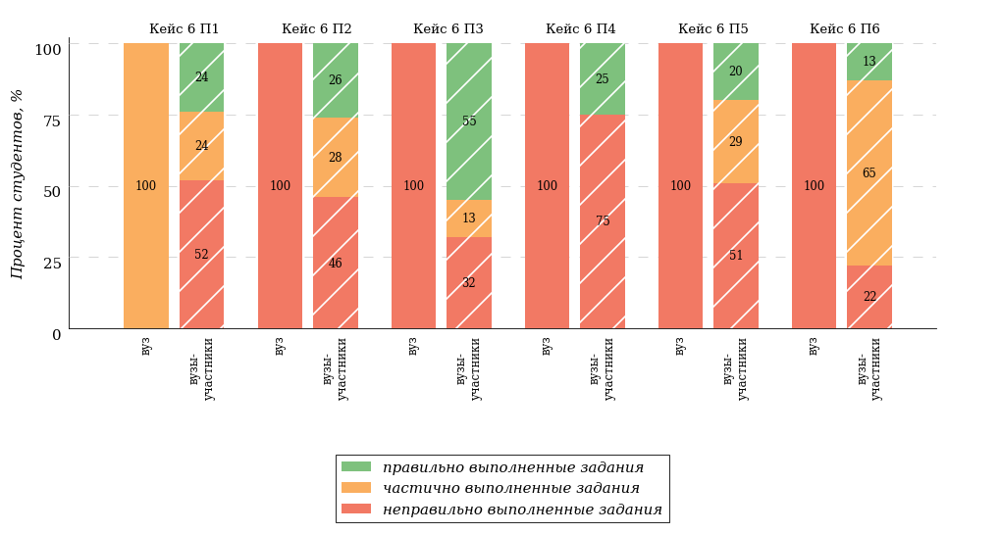 Кейс 6 П1 Кейс 6 П2 Кейс 6 П3 Кейс 6 П4 Кейс 6 П5 Кейс 6 П6
Процент студентов, %
100
75
50
25
0
100
24
24
52
100
26
28
46
100
55
13
32
100
25
75
100
20
29
51
100
13
65
22
вуз
вузы-
участники
вуз
вузы-
участники
вуз
вузы-
участники
вуз
вузы-
участники
вуз
вузы-
участники
вуз
вузы-
участники
правильно выполненные задания
частично выполненные задания
неправильно выполненные задания